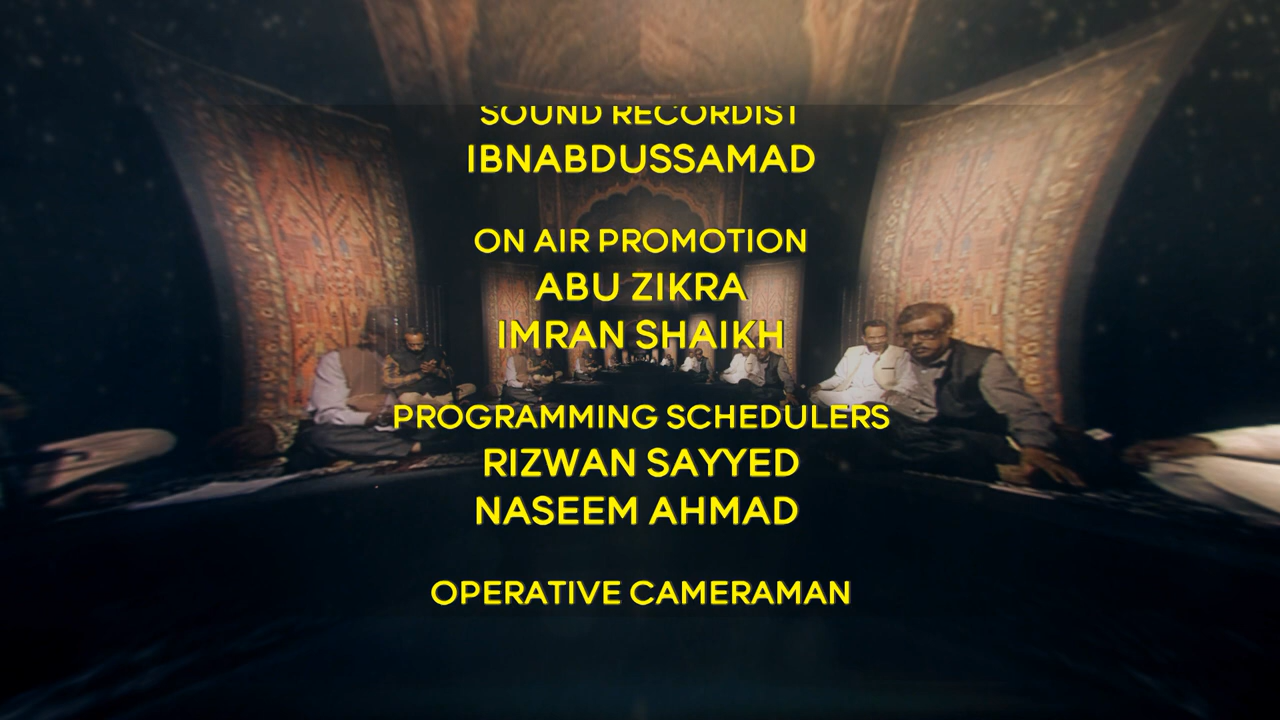 SOUND RECORDIST
IBNABDUSSAMAD
ON AIR PROMOTION
ABU ZIKRA
IMRAN SHAIKH
PROGRAMMING SCHEDULERS
RIZWAN SAYYED
NASEEM AHMAD
OPERATIVE CAMERAMAN